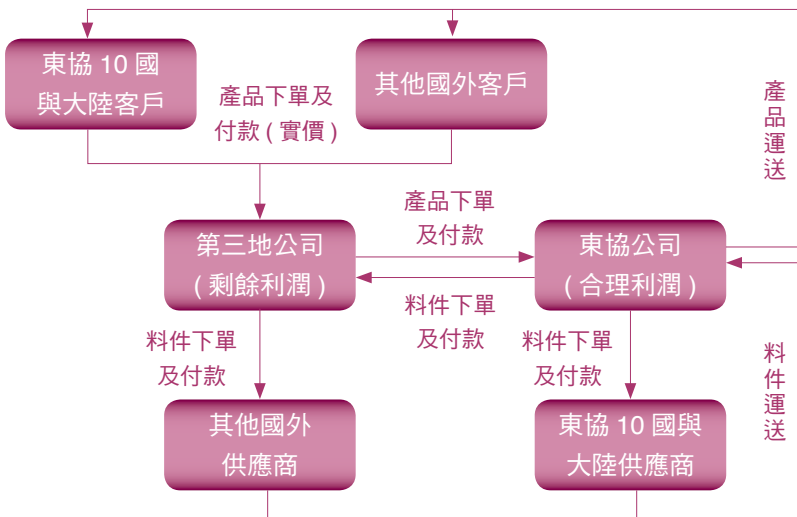 東協 10 國
與大陸客戶
其他國外客戶
產品下單及
付款 ( 實價 )
產品運送
第三地公司
( 剩餘利潤 )
產品下單
及付款
東協公司
( 合理利潤 )
料件下單
及付款
料件下單
及付款
料件下單
及付款
料件運送
其他國外
供應商
東協 10 國與
大陸供應商